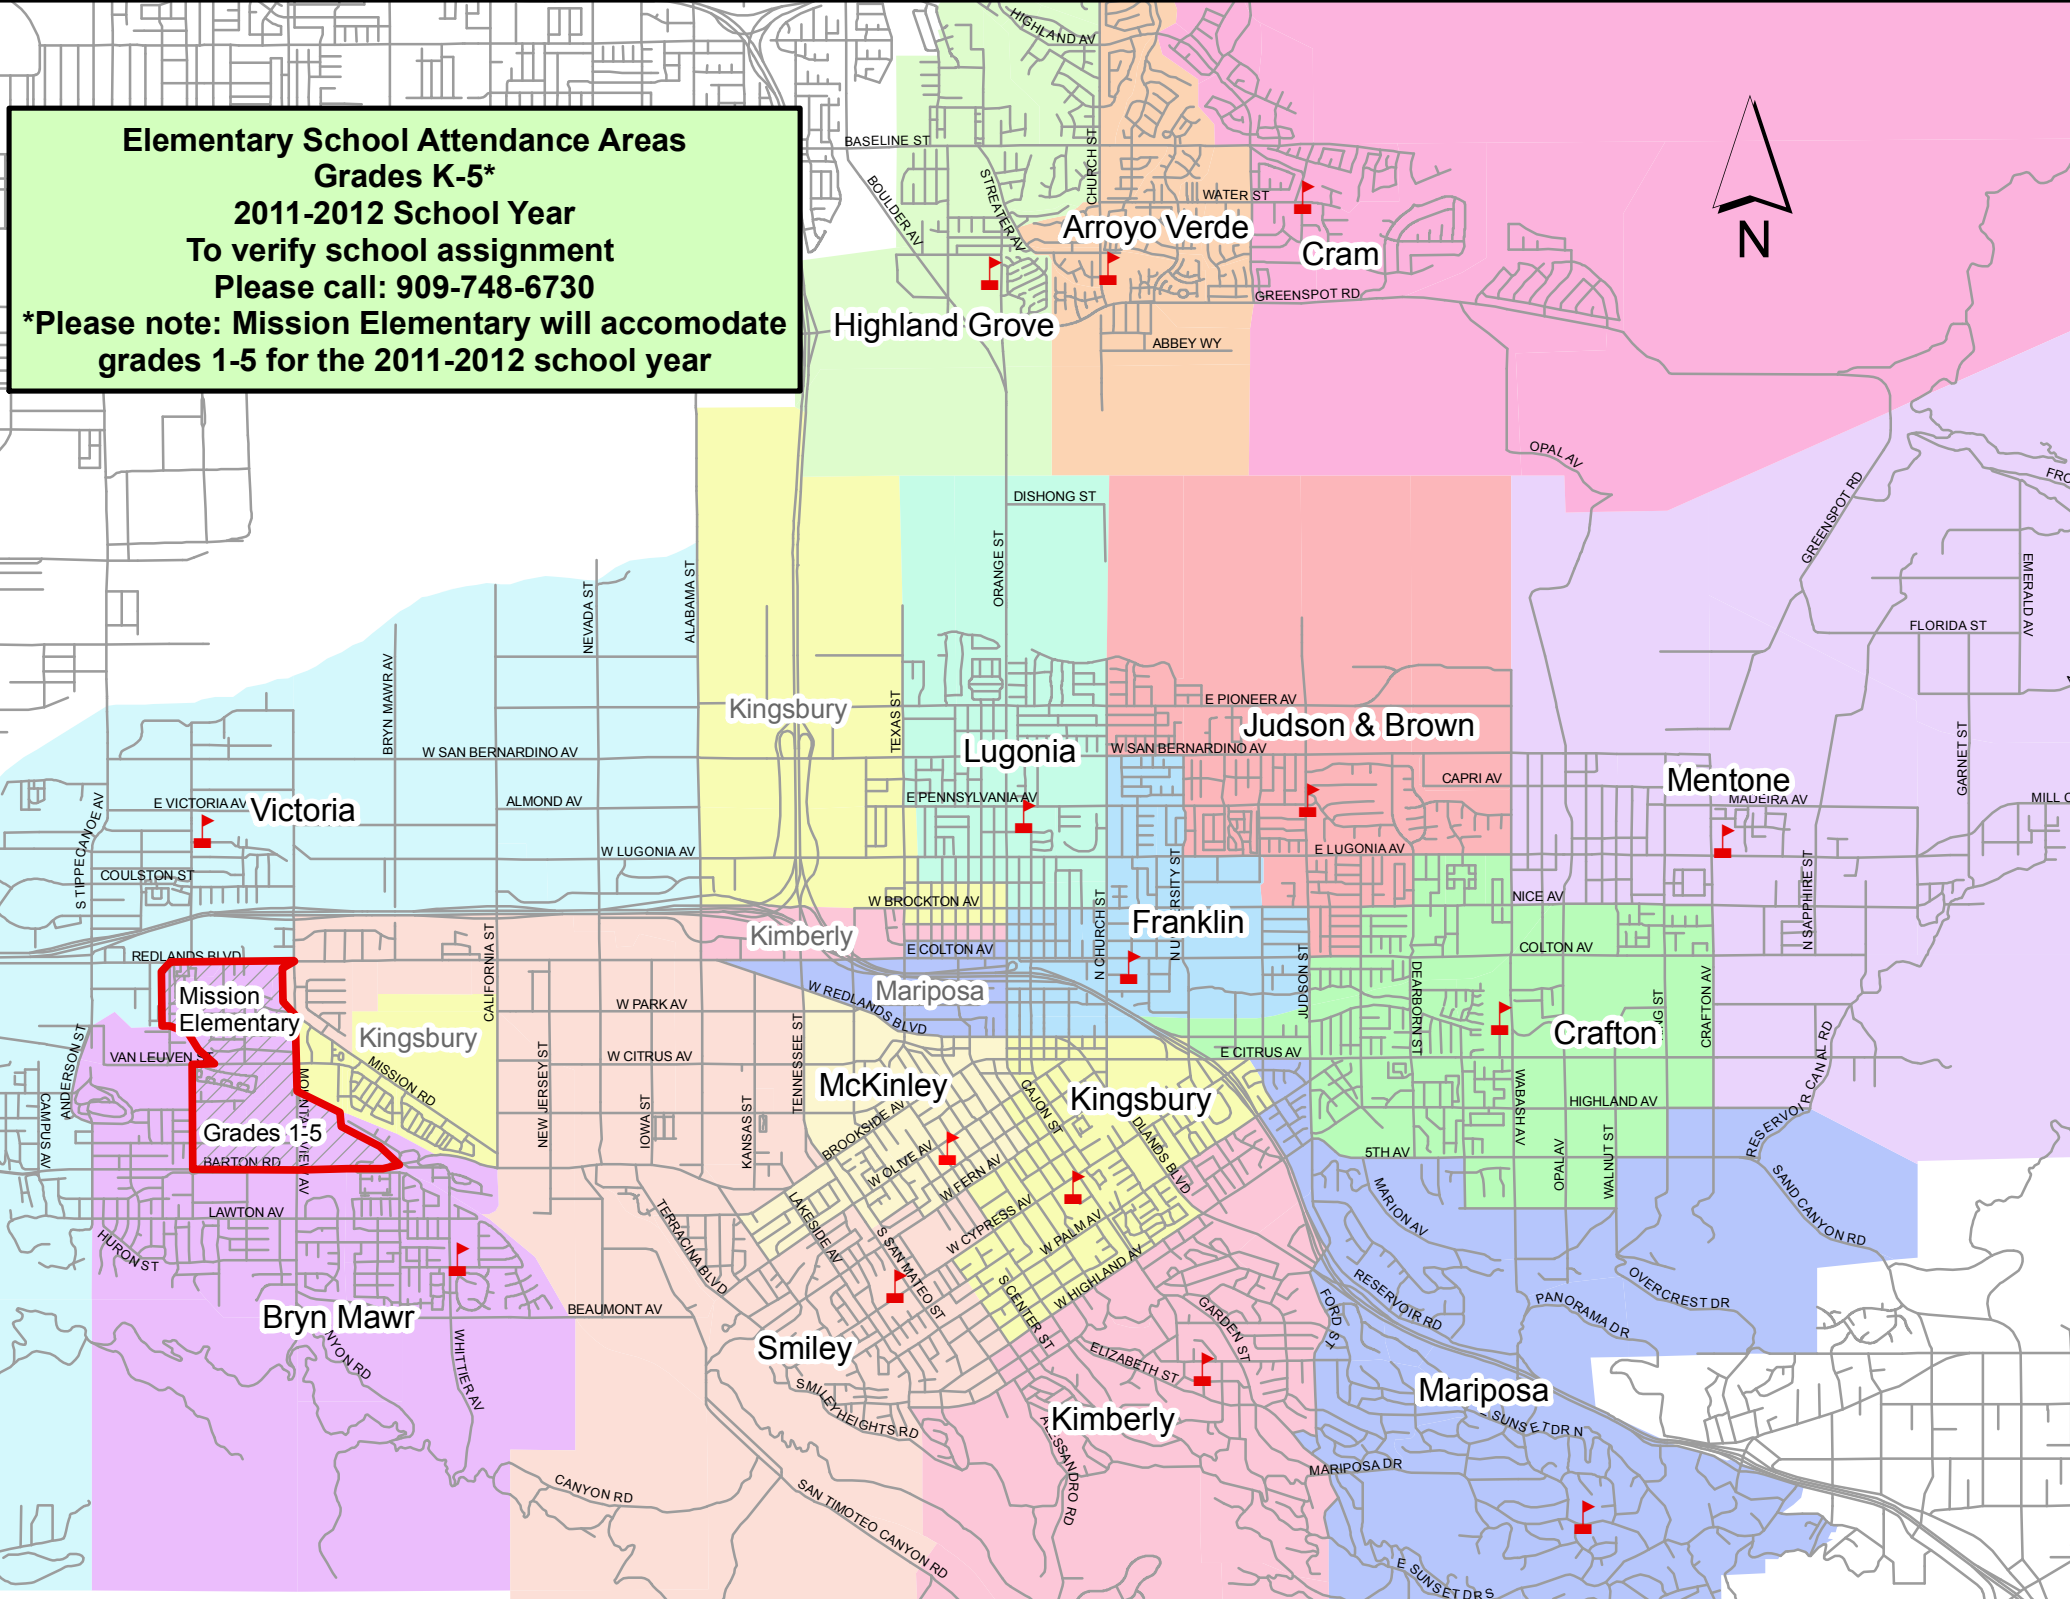 Elementary School Attendance Areas
Grades K-5*
2011-2012 School Year
To verify school assignment
Please call: 909-748-6730
*Please note: Mission Elementary will accomodate
grades 1-5 for the 2011-2012 school year
HIGHLAND AV
BASELINE ST
CHURCH ST
STREATER AV
BOULDER AV
WATER ST
Arroyo Verde
Cram
N
GREENSPOT RD
Highland Grove
ABBEY WY
OPAL AV
GREENSPOT RD
DISHONG ST
ORANGE ST
EMERALD AV
FLORIDA ST
NEVADA ST
ALABAMA ST
BRYN MAWR AV
Kingsbury
TEXAS ST
E PIONEER AV
Judson & Brown
Lugonia
W SAN BERNARDINO AV
W SAN BERNARDINO AV
GARNET ST
CAPRI AV
Mentone
MADEIRA AV
E VICTORIA AV
Victoria
ALMOND AV
E PENNSYLVANIA AV
S TIPPECANOE AV
W LUGONIA AV
E LUGONIA AV
COULSTON ST
W BROCKTON AV
NICE AV
N SAPPHIRE ST
N CHURCH ST
Franklin
Kimberly
E COLTON AV
COLTON AV
REDLANDS BLVD
CALIFORNIA ST
JUDSON ST
DEARBORN ST
CRAFTON AV
Mission
Elementary
Mariposa
W REDLANDS BLVD
W PARK AV
Kingsbury
Crafton
VAN LEUVEN ST
ANDERSON ST
W CITRUS AV
E CITRUS AV
MISSION RD
NEW JERSEY ST
TENNESSEE ST
McKinley
CAJON ST
Kingsbury
RESERVOIR CANAL RD
CAMPUS AV
IOWA ST
KANSAS ST
BROOKSIDE AV
WABASH AV
HIGHLAND AV
Grades 1-5
BARTON RD
W OLIVE AV
W FERN AV
5TH AV
OPAL AV
WALNUT ST
SAND CANYON RD
LAWTON AV
HURON ST
TERRACINA BLVD
LAKESIDE AV
S SAN MATEO ST
W CYPRESS AV
W PALM AV
MARION AV
W HIGHLAND AV
S CENTER ST
Bryn Mawr
BEAUMONT AV
RESERVOIR RD
FORD ST
OVERCREST DR
PANORAMA DR
GARDEN ST
WHITTIER AV
Smiley
ELIZABETH ST
SMILEY HEIGHTS RD
Kimberly
Mariposa
SUNSET DR N
MARIPOSA DR
CANYON RD
SAN TIMOTEO CANYON RD
E SUNSET DR S